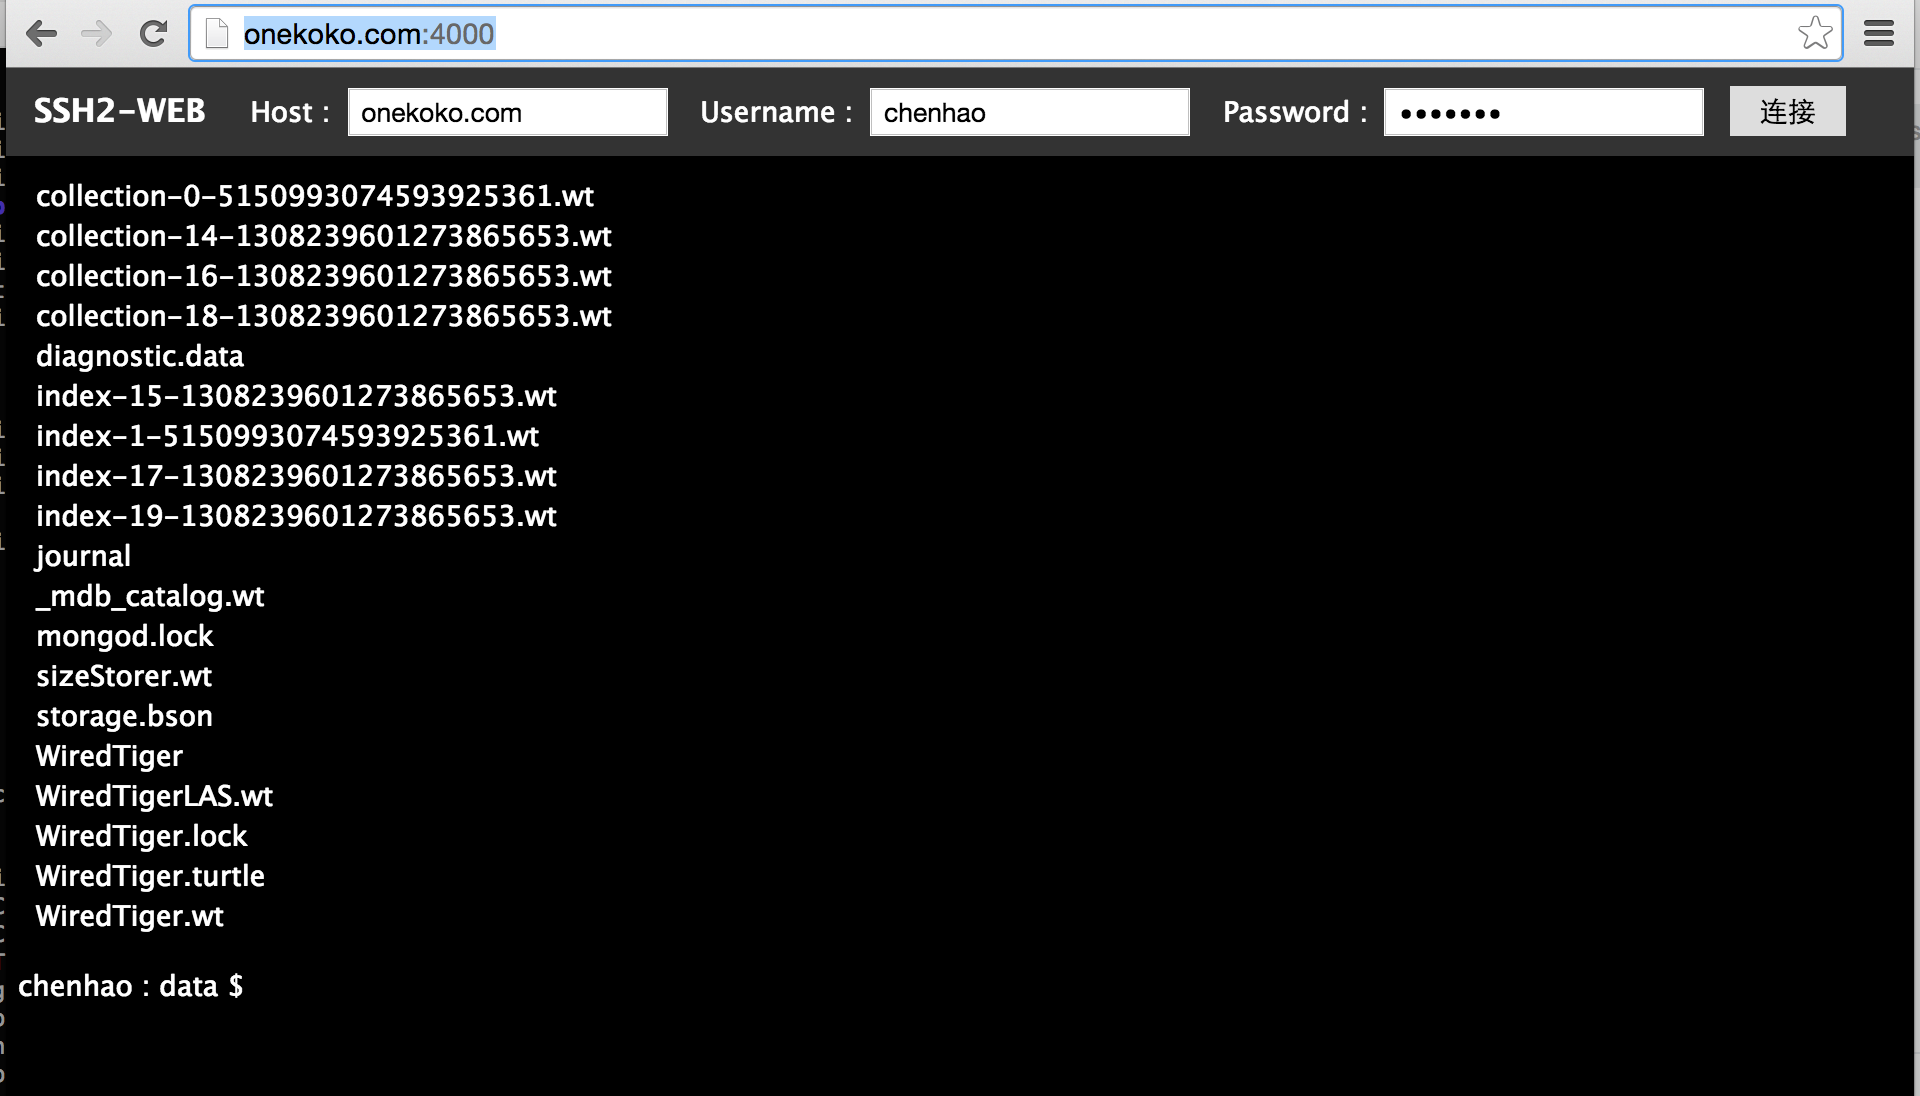 onekoko.com:4000
SSH2-WEB Host : onekoko.com Username : chenhao Password : ••••••• 连接
collection-0-5150993074593925361.wt
collection-14-1308239601273865653.wt
collection-16-1308239601273865653.wt
collection-18-1308239601273865653.wt
diagnostic.data
index-15-1308239601273865653.wt
index-1-5150993074593925361.wt
index-17-1308239601273865653.wt
index-19-1308239601273865653.wt
journal
_mdb_catalog.wt
mongod.lock
sizeStorer.wt
storage.bson
WiredTiger
WiredTigerLAS.wt
WiredTiger.lock
WiredTiger.turtle
WiredTiger.wt
chenhao : data $